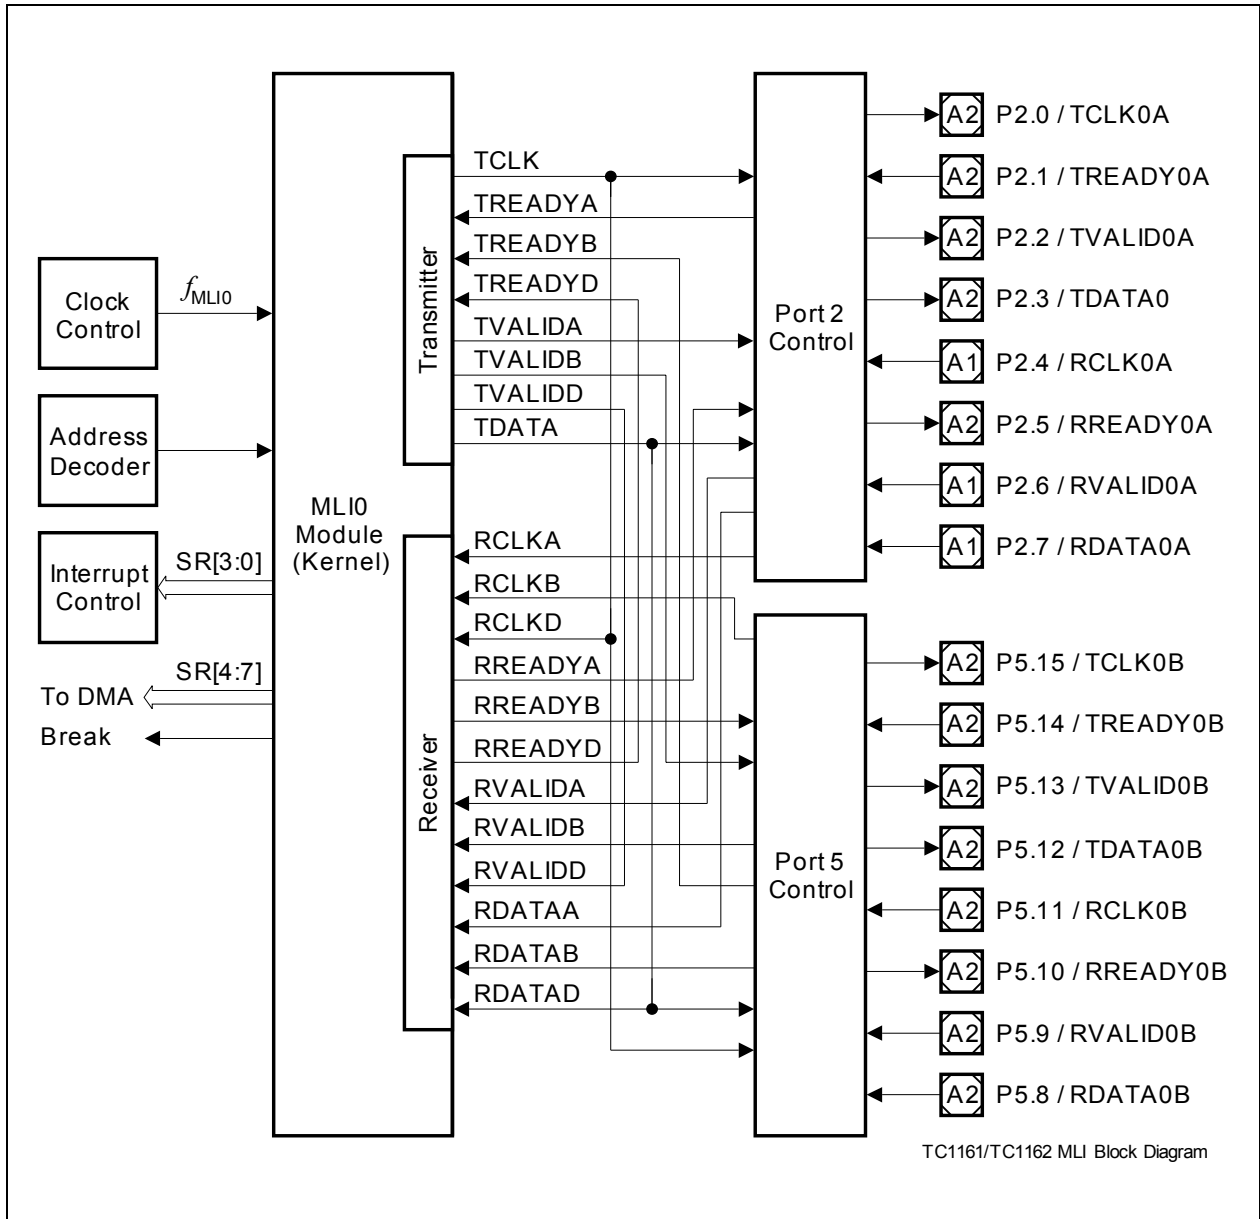 Clock
Control
fMLI0
Address
Decoder
Interrupt
Control
SR[3:0]
SR[4:7]
To DMA
Break
MLI0
Module
(Kernel)
Transmitter
TCLK
TREADYA
TREADYB
TREADYD
TVALIDA
TVALIDB
TVALIDD
TDATA
Receiver
RCLKA
RCLKB
RCLKD
RREADYA
RREADYB
RREADYD
RVALIDA
RVALIDB
RVALIDD
RDATAA
RDATAB
RDATAD
Port 2
Control
A2 P2.0 / TCLK0A
A2 P2.1 / TREADY0A
A2 P2.2 / TVALID0A
A2 P2.3 / TDATA0
A1 P2.4 / RCLK0A
A2 P2.5 / RREADY0A
A1 P2.6 / RVALID0A
A1 P2.7 / RDATA0A
Port 5
Control
A2 P5.15 / TCLK0B
A2 P5.14 / TREADY0B
A2 P5.13 / TVALID0B
A2 P5.12 / TDATA0B
A2 P5.11 / RCLK0B
A2 P5.10 / RREADY0B
A2 P5.9 / RVALID0B
A2 P5.8 / RDATA0B
TC1161/TC1162 MLI Block Diagram